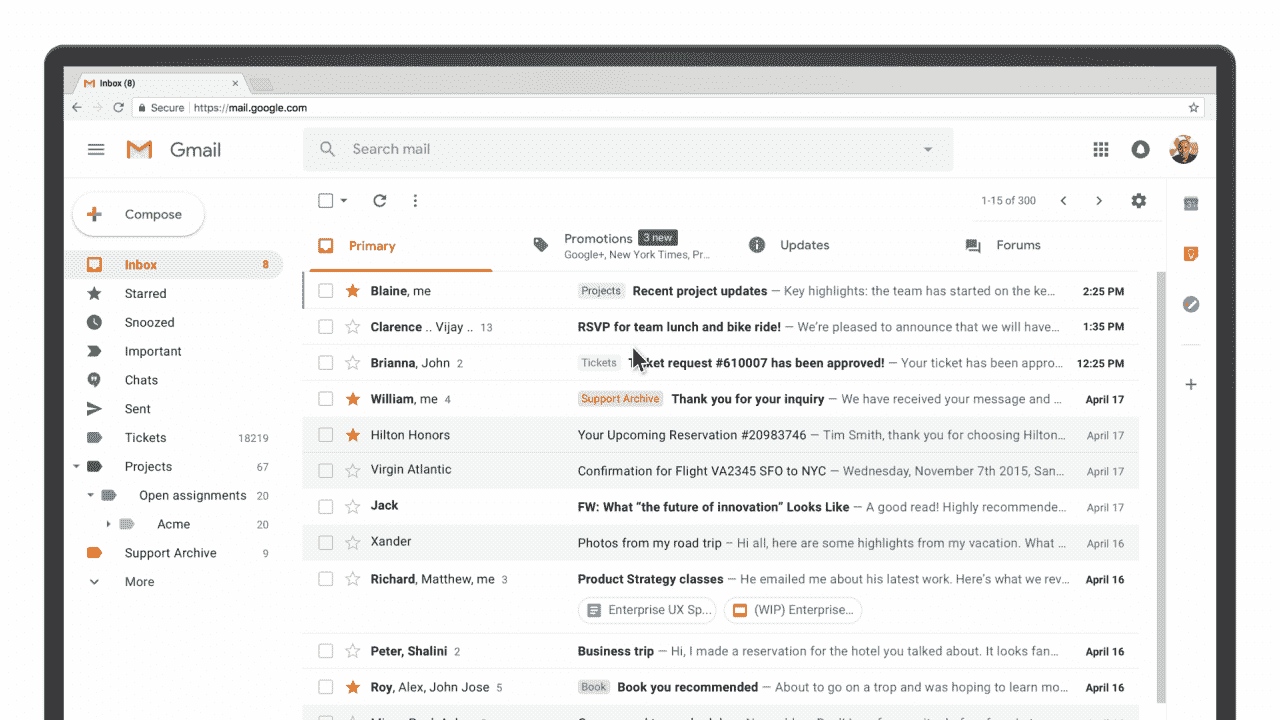 Inbox (8)
Secure https://mail.google.com
Gmail
Search mail
1-15 of 300
Compose
Primary
Promotions 3 new
Google+, New York Times, Pr...
Updates
Forums
Inbox 8
Starred
Snoozed
Important
Chats
Sent
Tickets 18219
Projects 67
Open assignments 20
Acme 20
Support Archive 9
More
Blaine, me Projects Recent project updates — Key highlights: the team has started on the ke... 2:25 PM
Clarence .. Vijay .. 13 RSVP for team lunch and bike ride! — We're pleased to announce that we will have... 1:35 PM
Brianna, John 2 Tickets request #610007 has been approved! — Your ticket has been appro... 12:25 PM
William, me 4 Support Archive Thank you for your inquiry — We have received your message and ... April 17
Hilton Honors Your Upcoming Reservation #20983746 — Tim Smith, thank you for choosing Hilton... April 17
Virgin Atlantic Confirmation for Flight VA2345 SFO to NYC — Wednesday, November 7th 2015, San... April 17
Jack FW: What “the future of innovation” Looks Like — A good read! Highly recommende... April 17
Xander Photos from my road trip – Hi all, here are some highlights from my vacation. What ... April 16
Richard, Matthew, me 3 Product Strategy classes — He emailed me about his latest work. Here's what we rev... April 16
Enterprise UX Sp... (WIP) Enterprise...
Peter, Shalini 2 Business trip — Hi, I made a reservation for the hotel you talked about. It looks fan... April 16
Roy, Alex, John Jose 5 Book Book you recommended — About to go on a trop and was hoping to learn mo... April 16